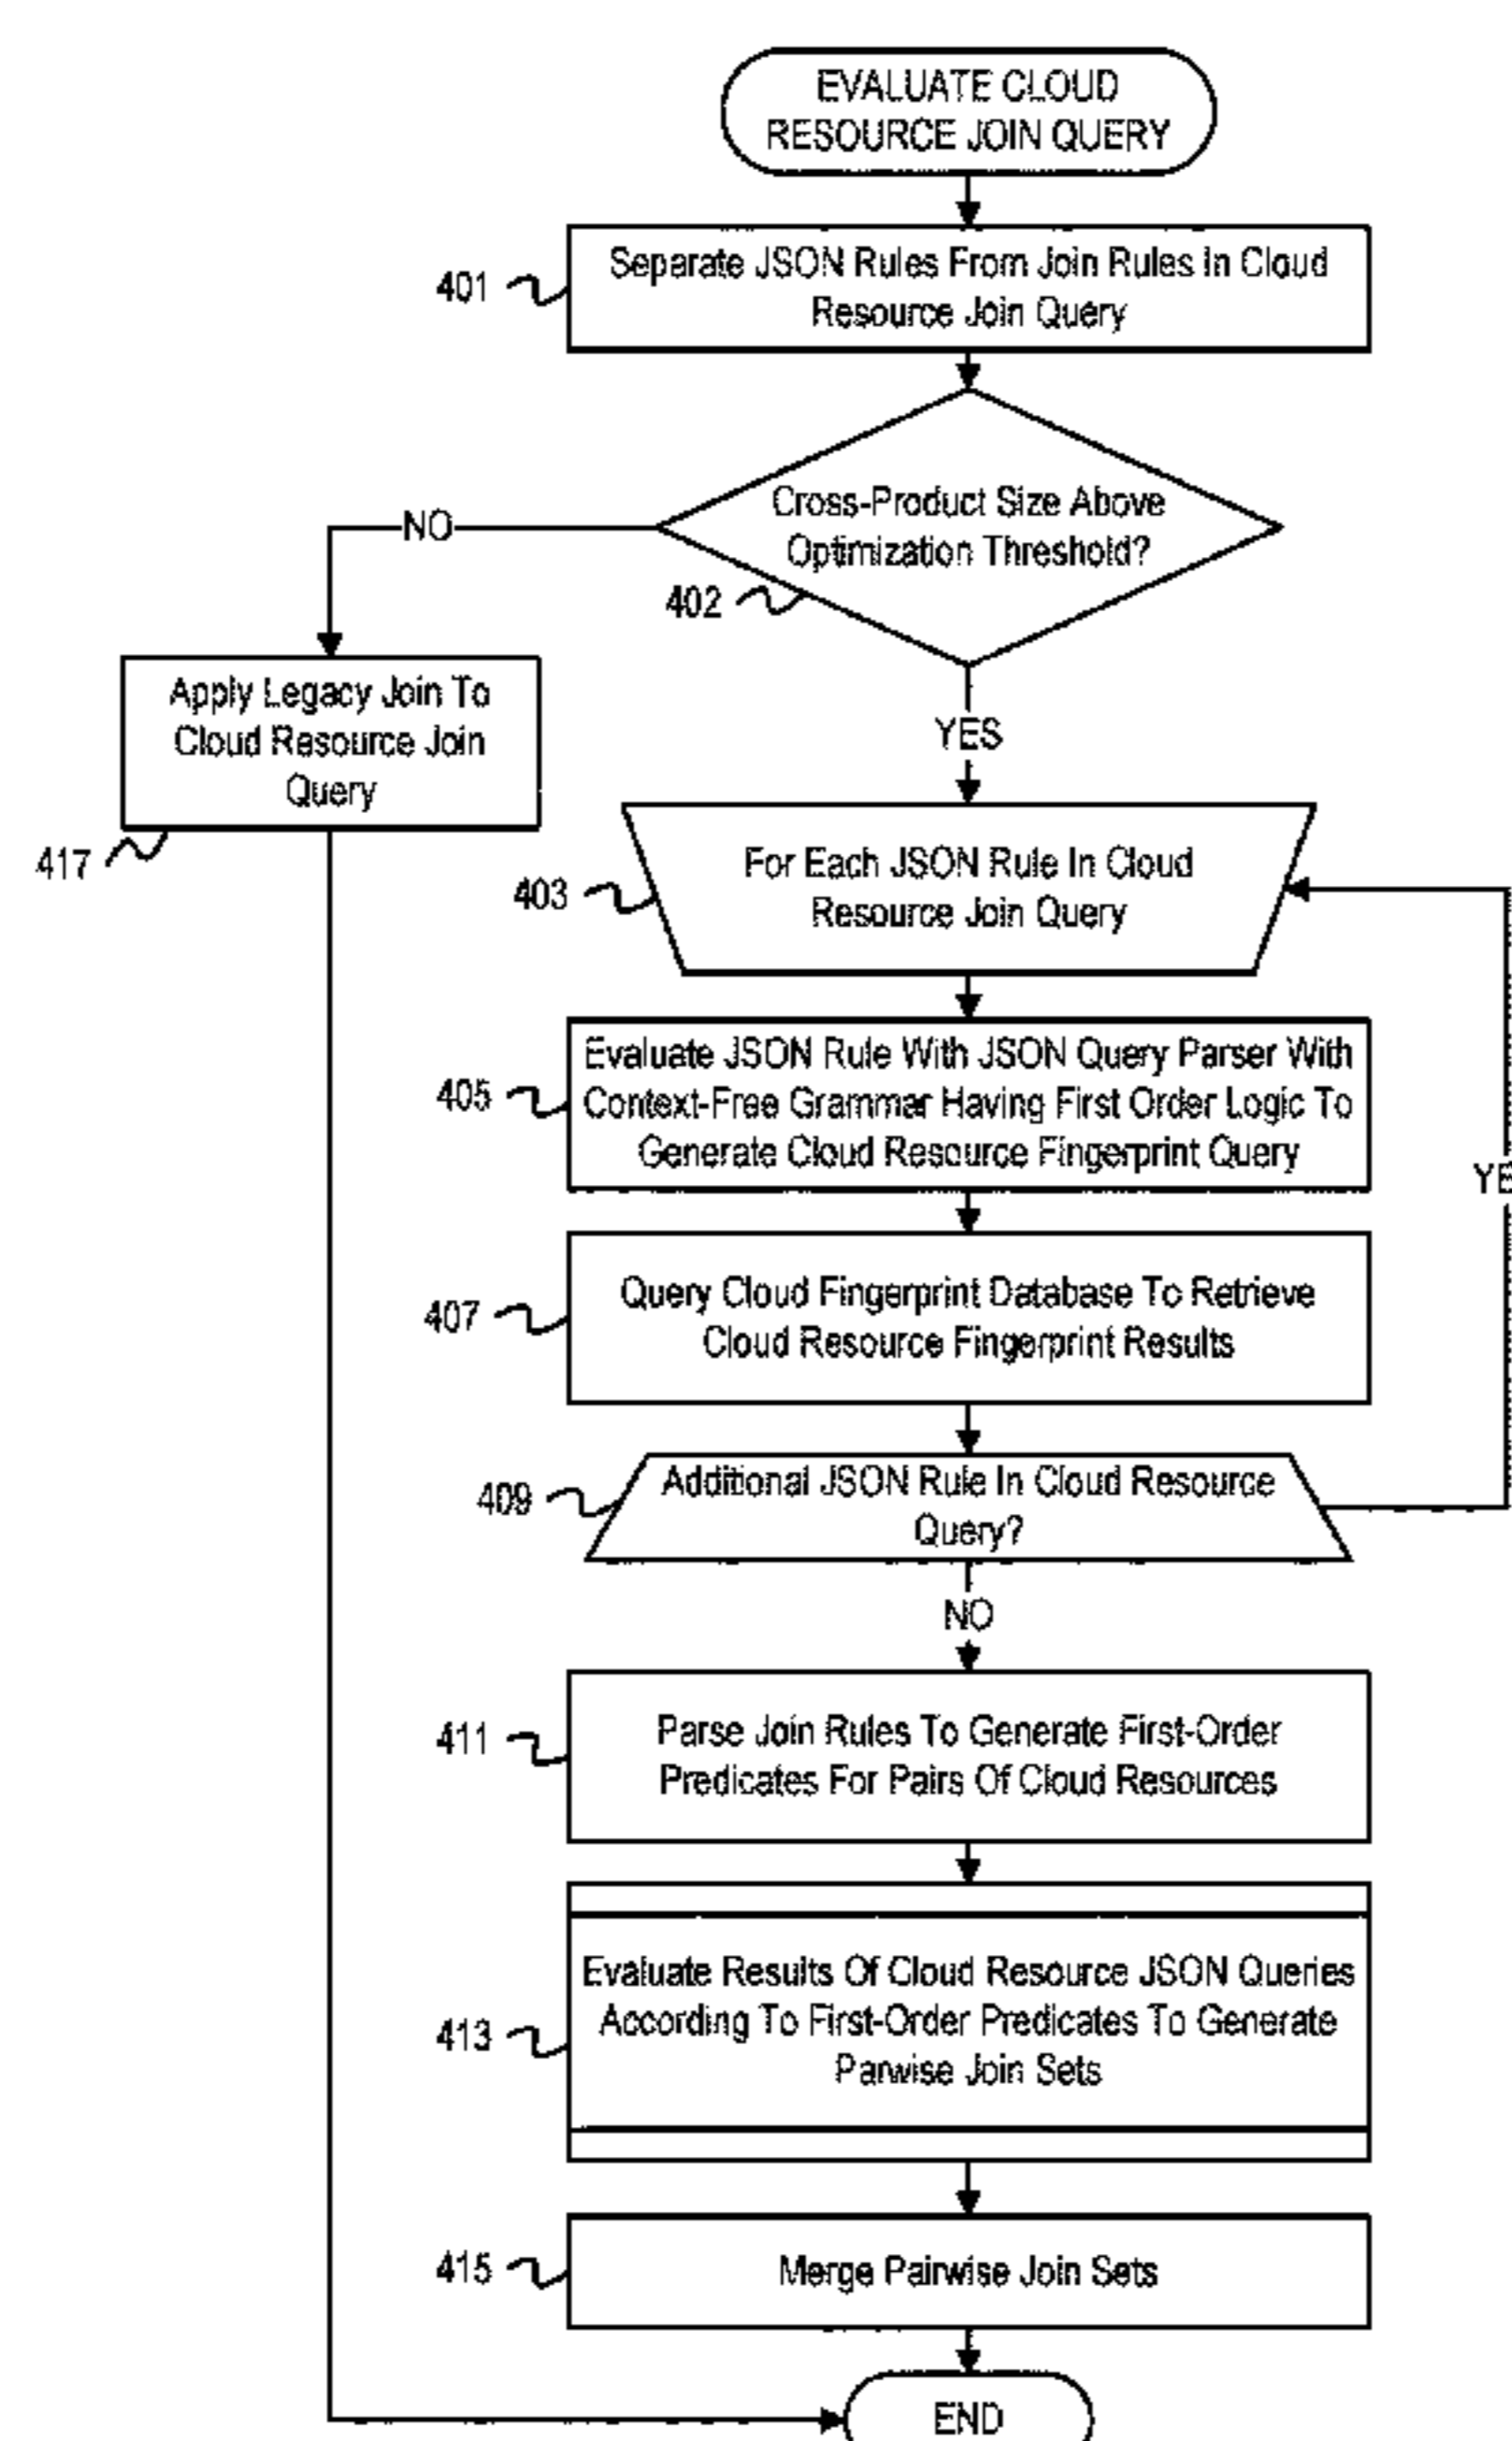 EVALUATE CLOUD
RESOURCE JOIN QUERY
401
Separate JSON Rules From Join Rules In Cloud
Resource Join Query
Cross-Product Size Above
Optimization Threshold?
402
NO
YES
Apply Legacy Join To
Cloud Resource Join
Query
417
403
For Each JSON Rule In Cloud
Resource Join Query
405
Evaluate JSON Rule With JSON Query Parser With
Context-Free Grammar Having First Order Logic To
Generate Cloud Resource Fingerprint Query
YE
407
Query Cloud Fingerprint Database To Retrieve
Cloud Resource Fingerprint Results
409
Additional JSON Rule In Cloud Resource
Query?
NO
411
Parse Join Rules To Generate First-Order
Predicates For Pairs Of Cloud Resources
413
Evaluate Results Of Cloud Resource JSON Queries
According To First-Order Predicates To Generate
Parwise Join Sets
415
Merge Pairwise Join Sets
END